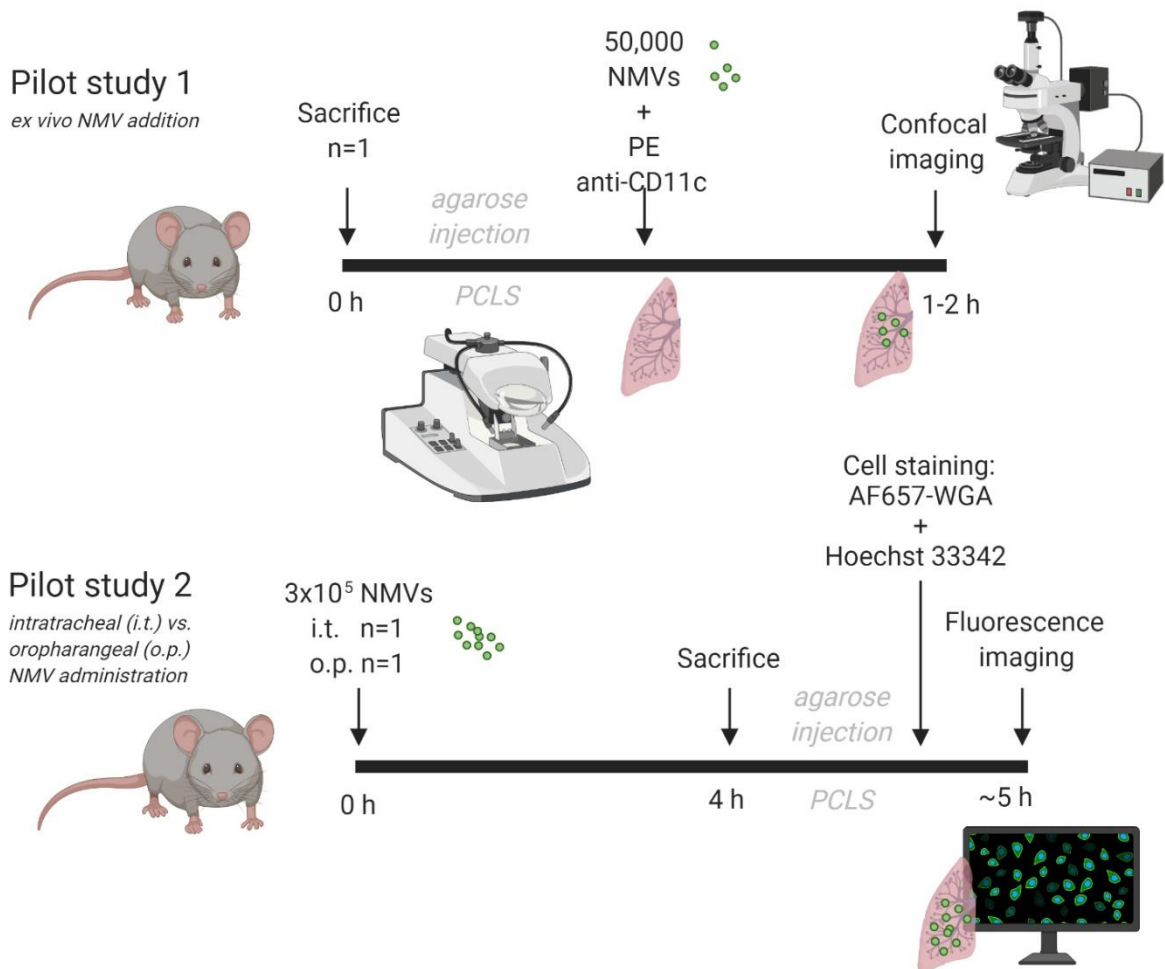 Pilot study 1
ex vivo NMV addition
Sacrifice
n=1
50,000
NMVs
+
PE
anti-CD11c
Confocal
imaging
agarose
injection
0 h
PCLS
1-2 h
Cell staining:
AF657-WGA
+
Hoechst 33342
Pilot study 2
intratracheal (i.t.) vs.
oropharangeal (o.p.)
NMV administration
3x10⁵ NMVs
i.t. n=1
o.p. n=1
Sacrifice
agarose
injection
Fluorescence
imaging
0 h
4 h
PCLS
~5 h